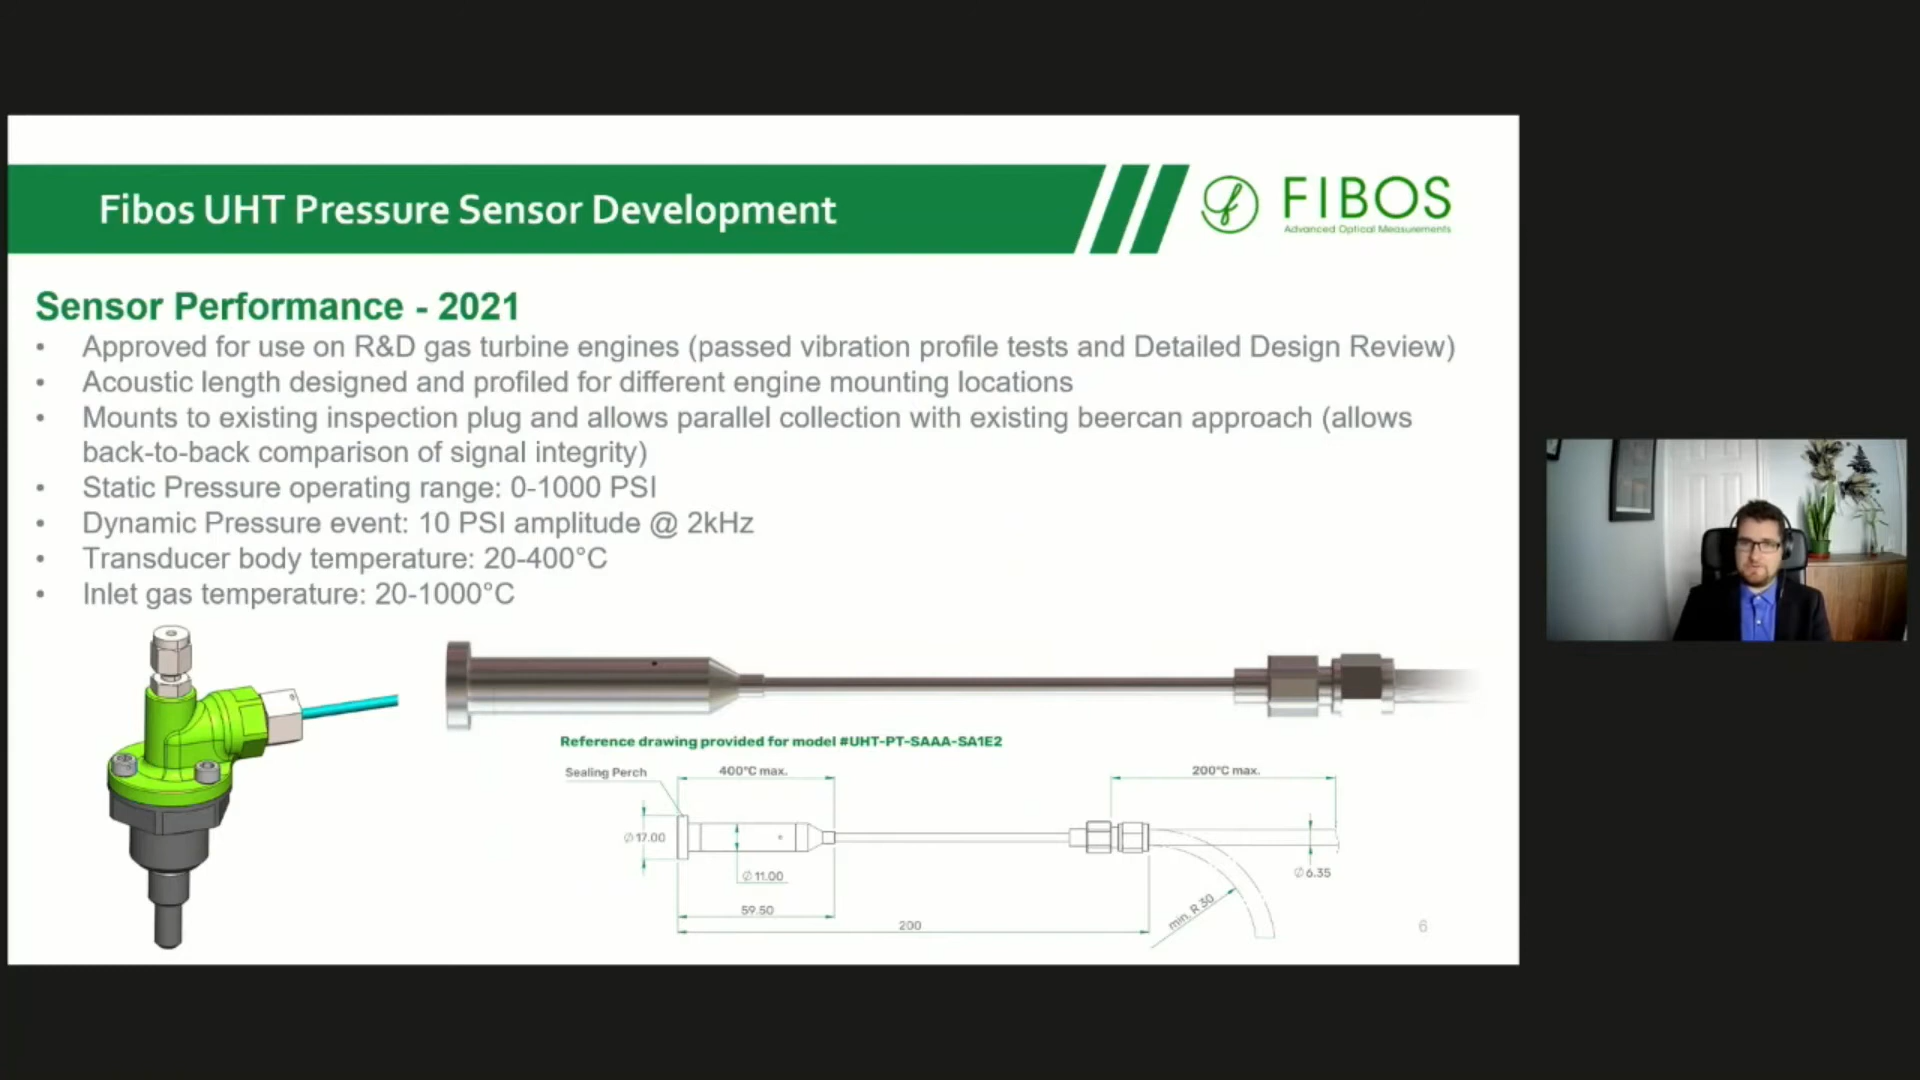 Fibos UHT Pressure Sensor Development
FIBOS
Advanced Optical Measurements
Sensor Performance - 2021
• Approved for use on R&D gas turbine engines (passed vibration profile tests and Detailed Design Review)
• Acoustic length designed and profiled for different engine mounting locations
• Mounts to existing inspection plug and allows parallel collection with existing beercan approach (allows
back-to-back comparison of signal integrity)
• Static Pressure operating range: 0-1000 PSI
• Dynamic Pressure event: 10 PSI amplitude @ 2kHz
• Transducer body temperature: 20-400°C
• Inlet gas temperature: 20-1000°C
Reference drawing provided for model #UHT-PT-SAAA-SA1E2
Sealing Perch
400°C max.
200°C max.
∅17.00
∅11.00
∅6.35
59.50
200
min. R 30
6